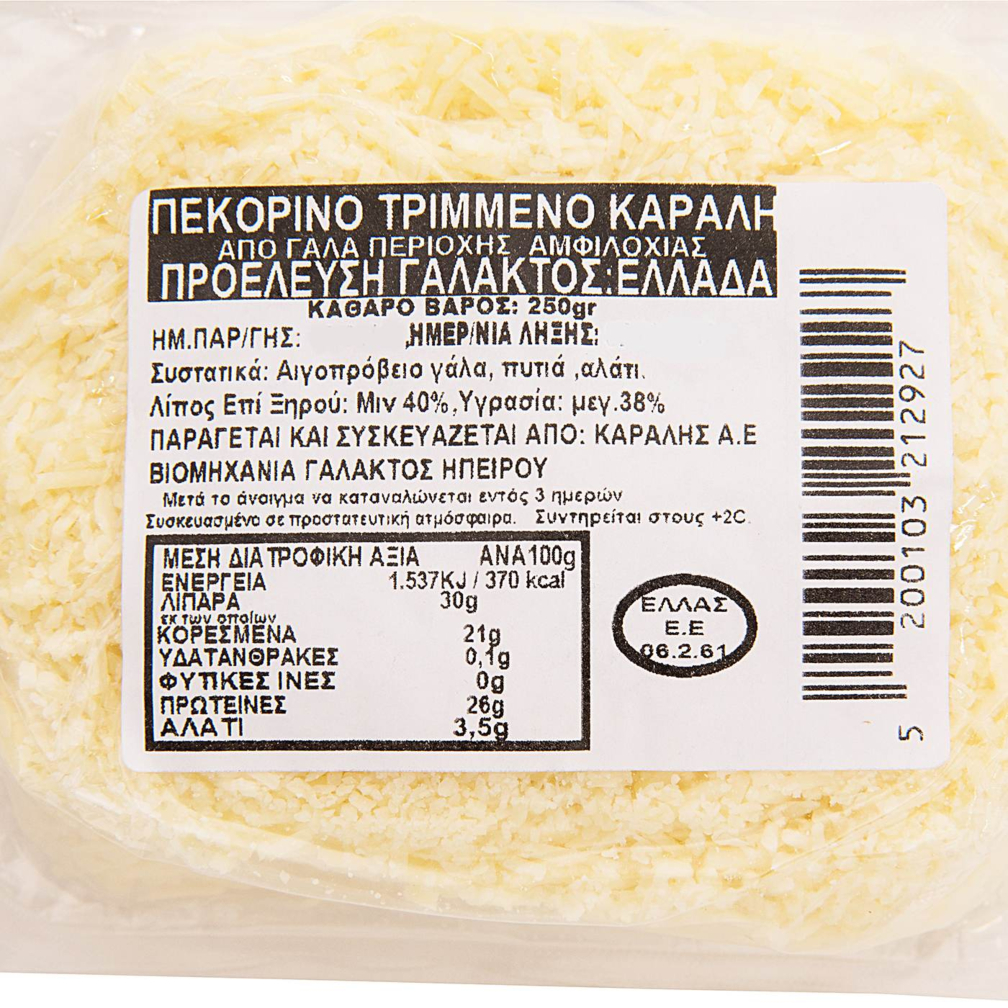 ΠΕΚΟΡΙΝΟ ΤΡΙΜΜΕΝΟ ΚΑΡΑΛΗ
ΑΠΟ ΓΑΛΑ ΠΕΡΙΟΧΗΣ ΑΜΦΙΛΟΧΙΑΣ
ΠΡΟΕΛΕΥΣΗ ΓΑΛΑΚΤΟΣ:ΕΛΛΑΔΑ
ΚΑΘΑΡΟ ΒΑΡΟΣ: 250gr
ΗΜ.ΠΑΡ/ΓΗΣ: ΗΜΕΡ/ΝΙΑ ΛΗΞΗΣ:
Συστατικά: Αιγοπρόβειο γάλα, πυτιά ,αλάτι.
Λίπος Επί Ξηρού: Μιν 40%,Υγρασία: μεγ.38%
ΠΑΡΑΓΕΤΑΙ ΚΑΙ ΣΥΣΚΕΥΑΖΕΤΑΙ ΑΠΟ: ΚΑΡΑΛΗΣ Α.Ε
ΒΙΟΜΗΧΑΝΙΑ ΓΑΛΑΚΤΟΣ ΗΠΕΙΡΟΥ
Μετά το άνοιγμα να καταναλώνεται εντός 3 ημερών
Συσκευασμένο σε προστατευτική ατμόσφαιρα. Συντηρείται στους +2C.
ΜΕΣΗ ΔΙΑΤΡΟΦΙΚΗ ΑΞΙΑ ΑΝΑ 100g
ΕΝΕΡΓΕΙΑ 1.537KJ / 370 kcal
ΛΙΠΑΡΑ 30g
εκ των οποίων
ΚΟΡΕΣΜΕΝΑ 21g
ΥΔΑΤΑΝΘΡΑΚΕΣ 0,1g
ΦΥΤΙΚΕΣ ΙΝΕΣ 0g
ΠΡΩΤΕΙΝΕΣ 26g
ΑΛΑΤΙ 3,5g
ΕΛΛΑΣ
Ε.Ε
06.2.61
5 200103 212927